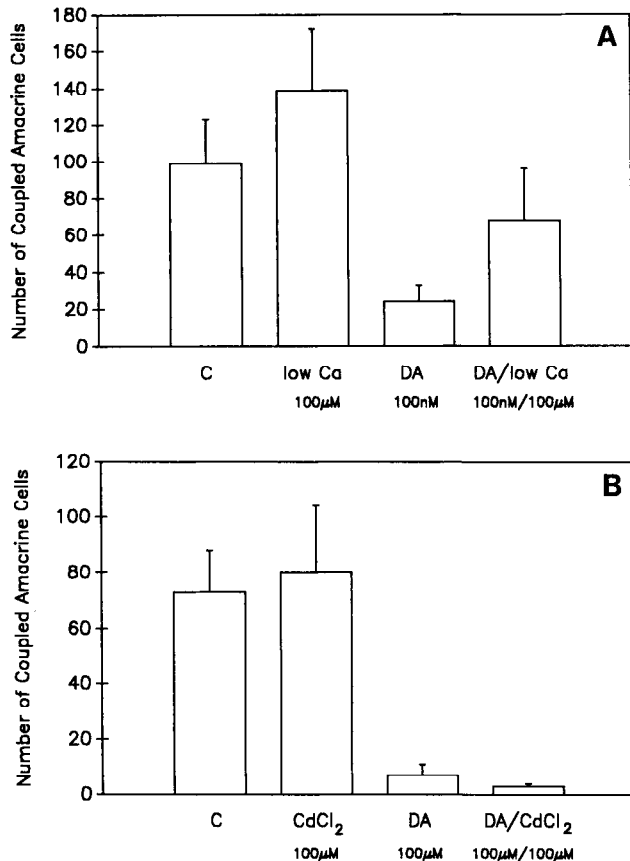 A
Number of Coupled Amacrine Cells
180
160
140
120
100
80
60
40
20
0
C low Ca DA DA/low Ca
100μM 100nM 100nM/100μM
B
Number of Coupled Amacrine Cells
120
100
80
60
40
20
0
C CdCl₂ DA DA/CdCl₂
100μM 100μM 100μM/100μM